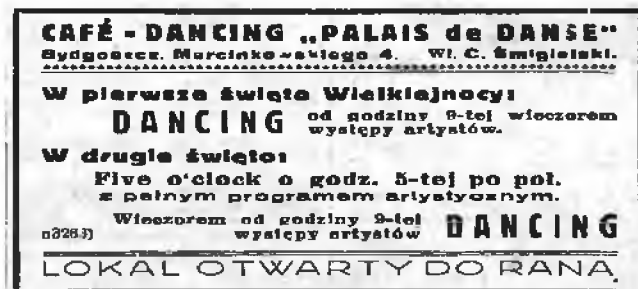 CAFÉ - DANCING „PALAIS de DANSE"
Bydgoszcz, Marcinkowskiego 4. Wł. C. Śmigielski.
W pierwsze święto Wielkiejnocy:
DANCING od godziny 9-tej wieczorem
występy artystów.
W drugie święto:
Five o'clock o godz. 5-tej po poł.
z pełnym programem artystycznym.
Wieczorem od godziny 9-tej
występy artystów DANCING
LOKAL OTWARTY DO RANA